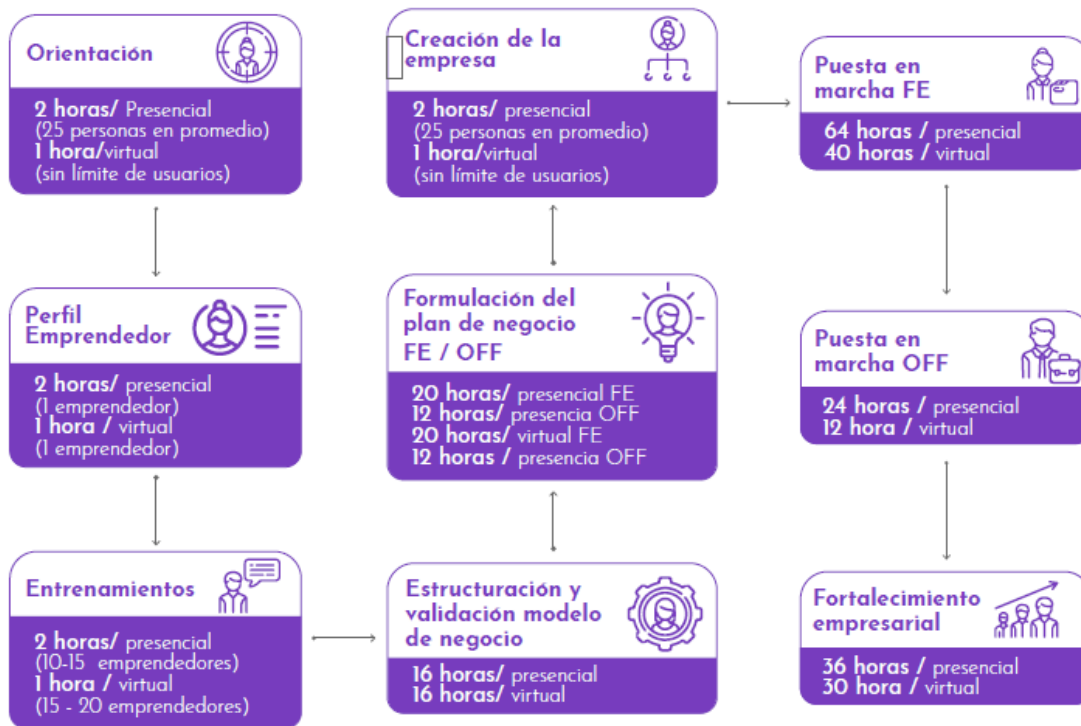 Orientación
2 horas/ Presencial
(25 personas en promedio)
1 hora/virtual
(sin límite de usuarios)
Perfil
Emprendedor
2 horas/ presencial
(1 emprendedor)
1 hora / virtual
(1 emprendedor)
Entrenamientos
2 horas/ presencial
(10-15 emprendedores)
1 hora / virtual
(15 - 20 emprendedores)
Estructuración y
validación modelo
de negocio
16 horas/ presencial
16 horas/ virtual
Formulación del
plan de negocio
FE / OFF
20 horas/ presencial FE
12 horas/ presencia OFF
20 horas/ virtual FE
12 horas / presencia OFF
Creación de la
empresa
2 horas/ presencial
(25 personas en promedio)
1 hora/virtual
(sin límite de usuarios)
Puesta en
marcha FE
64 horas / presencial
40 horas / virtual
Puesta en
marcha OFF
24 horas / presencial
12 hora / virtual
Fortalecimiento
empresarial
36 horas / presencial
30 hora / virtual